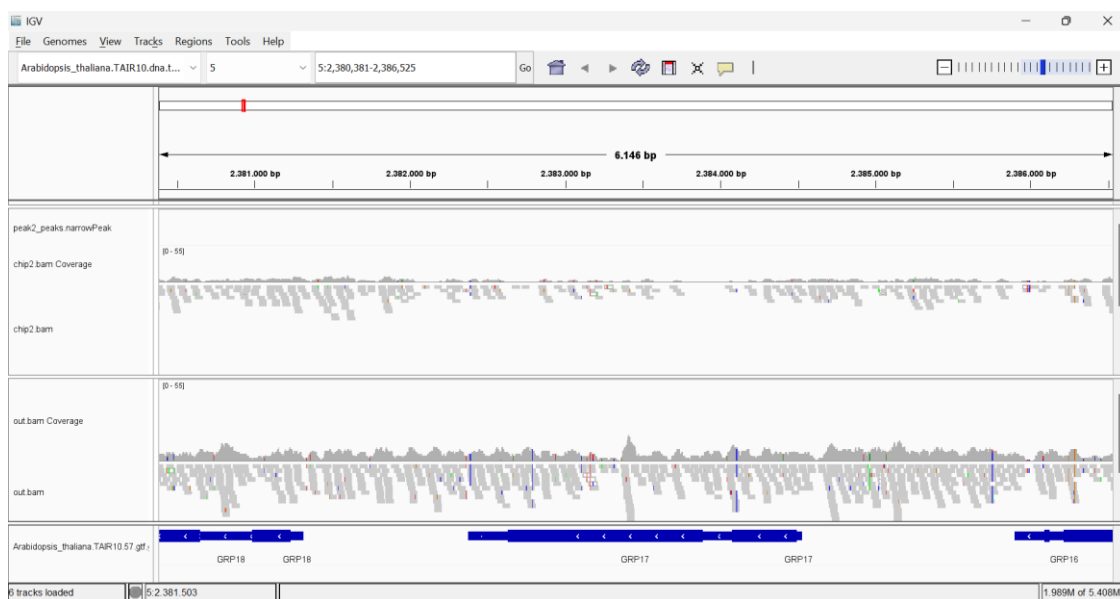 IGV
File Genomes View Tracks Regions Tools Help
Arabidopsis_thaliana.TAIR10.dna.t... 5 5:2,380,381-2,386,525 Go
6.146 bp
2.381.000 bp 2.382.000 bp 2.383.000 bp 2.384.000 bp 2.385.000 bp 2.386.000 bp
peak2_peaks.narrowPeak
[0 - 55]
chip2.bam Coverage
chip2.bam
[0 - 55]
out.bam Coverage
out.bam
Arabidopsis_thaliana.TAIR10.57.gtf
GRP18 GRP18 GRP17 GRP17 GRP16
6 tracks loaded 5:2.381.503 1.989M of 5.408M